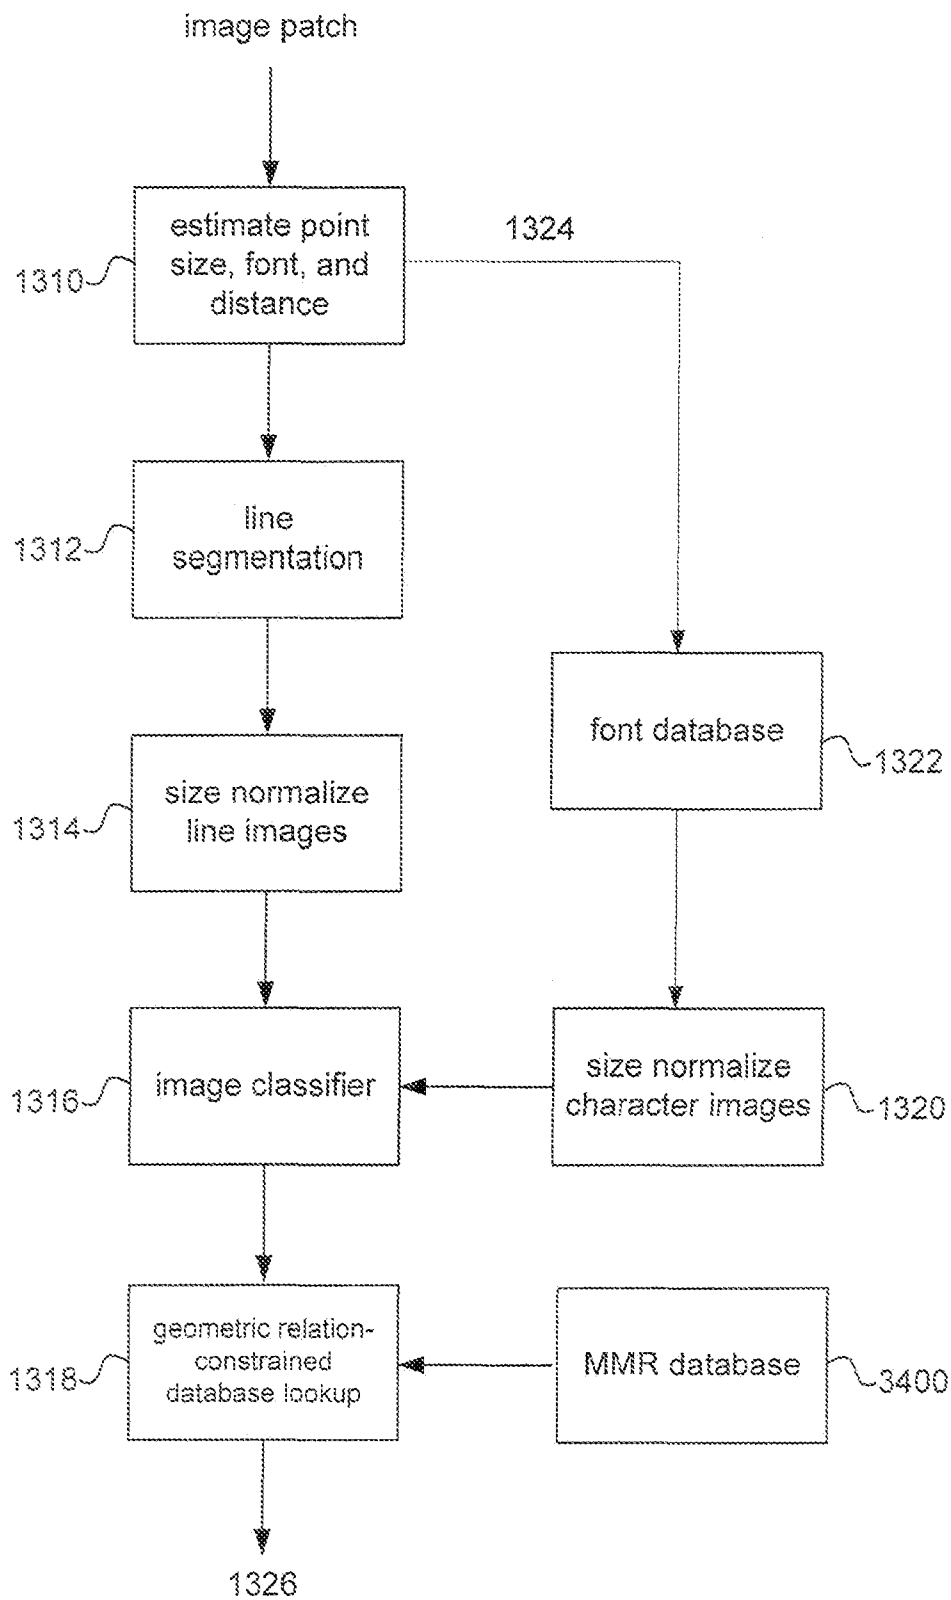 image patch
estimate point
size, font, and
distance
1310
1324
line
segmentation
1312
font database
1322
size normalize
line images
1314
image classifier
1316
size normalize
character images
1320
geometric relation-
constrained
database lookup
1318
MMR database
3400
1326